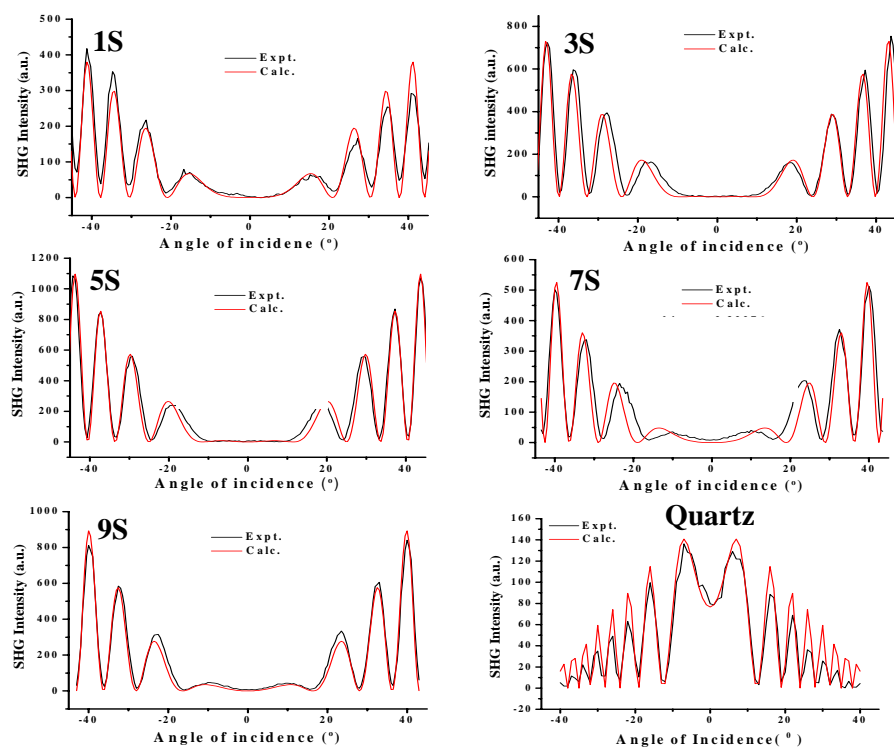 1S
Expt.
Calc.
SHG Intensity (a.u.)
500
400
300
200
100
0
-40 -20 0 20 40
Angle of incidene (º)
3S
Expt.
Calc.
SHG intensity (a.u.)
800
600
400
200
0
-40 -20 0 20 40
Angle of incidence (º)
5S
Expt.
Calc.
SHG Intensity (a.u.)
1200
1000
800
600
400
200
0
-40 -20 0 20 40
Angle of incidence (º)
7S
Expt.
Calc.
SHG Intensity (a.u.)
600
500
400
300
200
100
0
-40 -20 0 20 40
Angle of incidence (º)
9S
Expt.
Calc.
SHG Intensity (a.u.)
1000
800
600
400
200
0
-40 -20 0 20 40
Angle of incidence (º)
Quartz
Expt.
Calc.
SHG Intensity (a.u.)
160
140
120
100
80
60
40
20
0
-40 -20 0 20 40
Angle of Incidence( º )